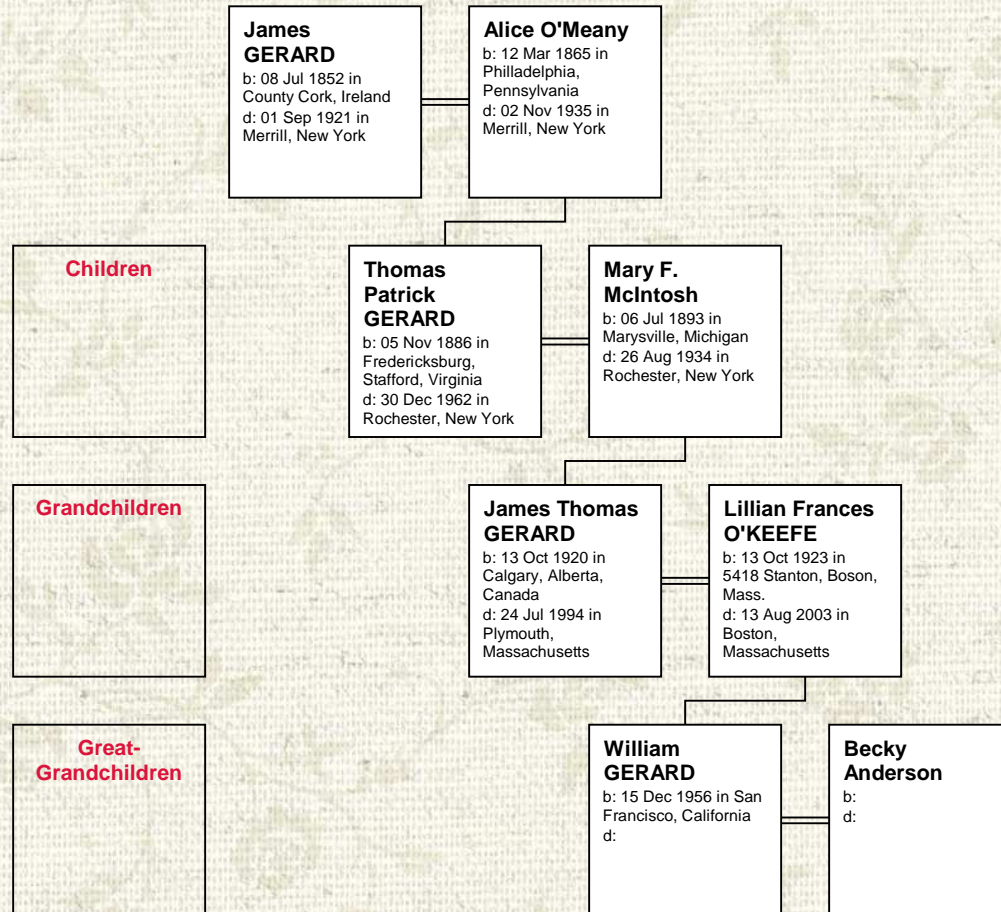 James
GERARD
b: 08 Jul 1852 in
County Cork, Ireland
d: 01 Sep 1921 in
Merrill, New York
Alice O'Meany
b: 12 Mar 1865 in
Philladelphia,
Pennsylvania
d: 02 Nov 1935 in
Merrill, New York
Children
Thomas
Patrick
GERARD
b: 05 Nov 1886 in
Fredericksburg,
Stafford, Virginia
d: 30 Dec 1962 in
Rochester, New York
Mary F.
McIntosh
b: 06 Jul 1893 in
Marysville, Michigan
d: 26 Aug 1934 in
Rochester, New York
Grandchildren
James Thomas
GERARD
b: 13 Oct 1920 in
Calgary, Alberta,
Canada
d: 24 Jul 1994 in
Plymouth,
Massachusetts
Lillian Frances
O'KEEFE
b: 13 Oct 1923 in
5418 Stanton, Boson,
Mass.
d: 13 Aug 2003 in
Boston,
Massachusetts
Great-
Grandchildren
William
GERARD
b: 15 Dec 1956 in San
Francisco, California
d:
Becky
Anderson
b:
d: